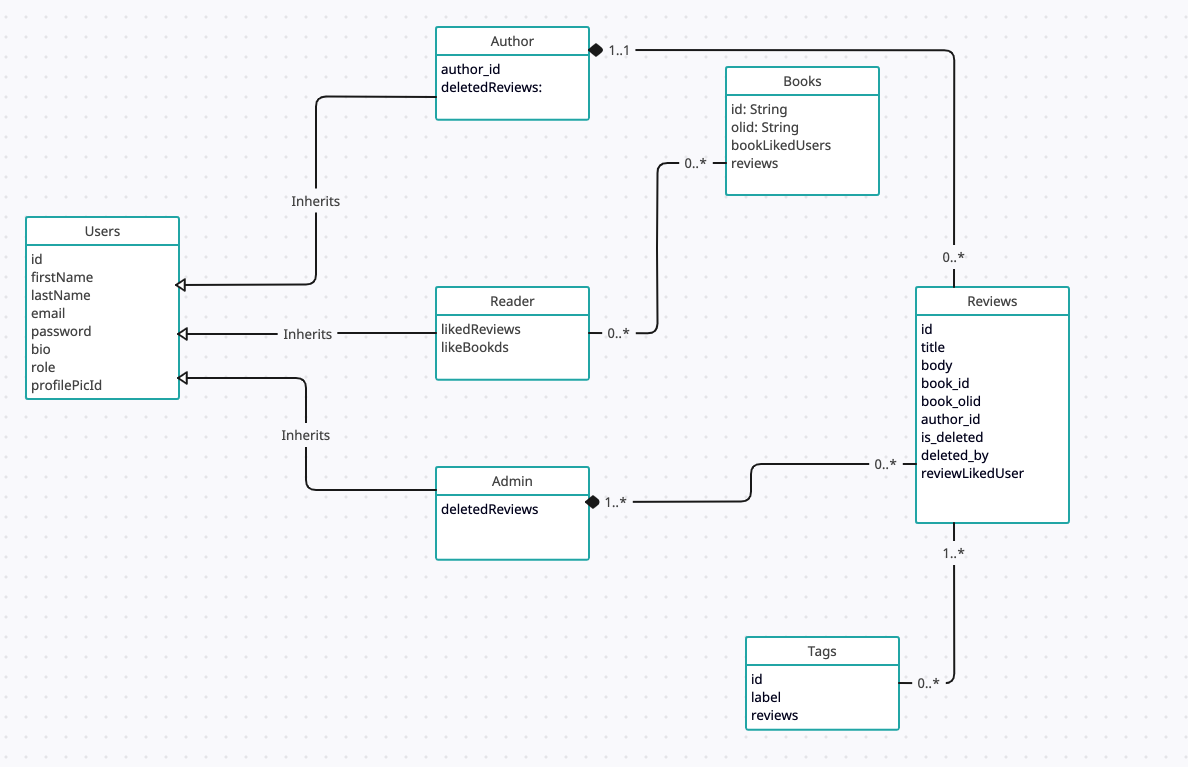 Author
author_id
deletedReviews:
1..1
Books
id: String
olid: String
bookLikedUsers
reviews
0..*
Inherits
Users
id
firstName
lastName
email
password
bio
role
profilePicId
0..*
Reader
likedReviews
likeBookds
Inherits
0..*
Reviews
id
title
body
book_id
book_olid
author_id
is_deleted
deleted_by
reviewLikedUser
Inherits
0..*
Admin
deletedReviews
1..*
1..*
Tags
id
label
reviews
0..*